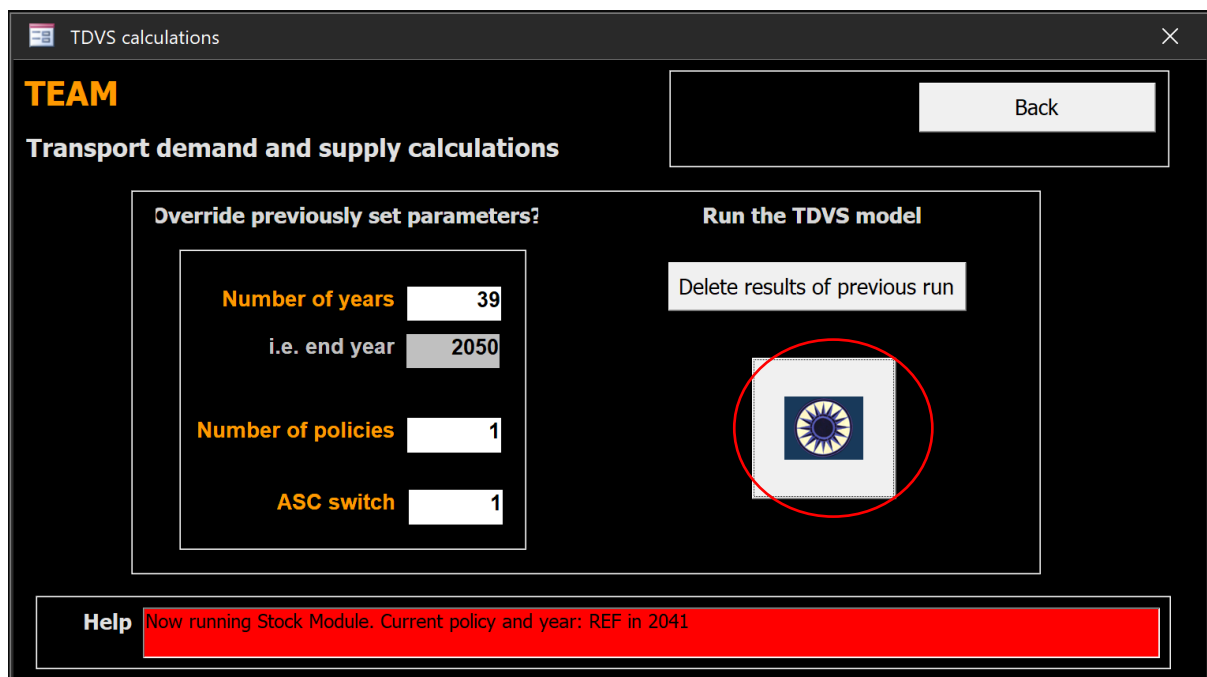 TDVS calculations
TEAM
Back
Transport demand and supply calculations
Override previously set parameters?
Run the TDVS model
Number of years 39
Delete results of previous run
i.e. end year 2050
Number of policies 1
ASC switch 1
Help Now running Stock Module. Current policy and year: REF in 2041